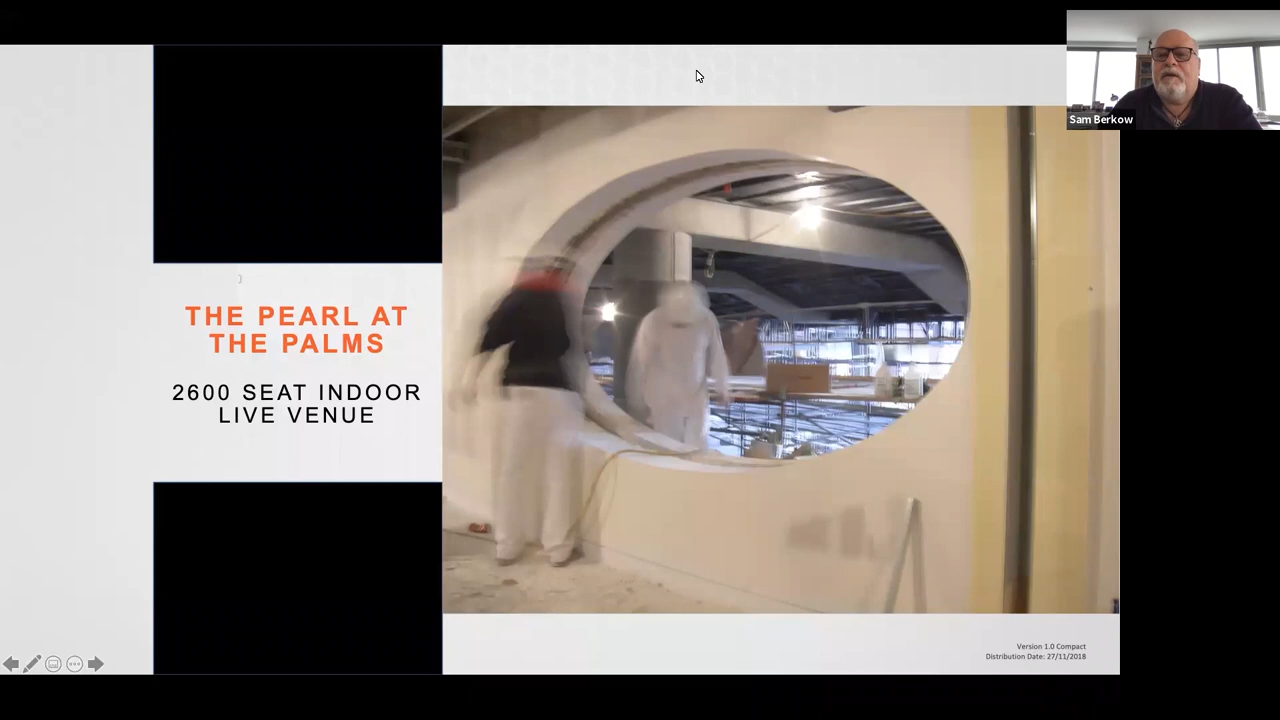 Sam Berkow
THE PEARL AT
THE PALMS
2600 SEAT INDOOR
LIVE VENUE
Version 1.0 Compact
Distribution Date: 27/11/2018